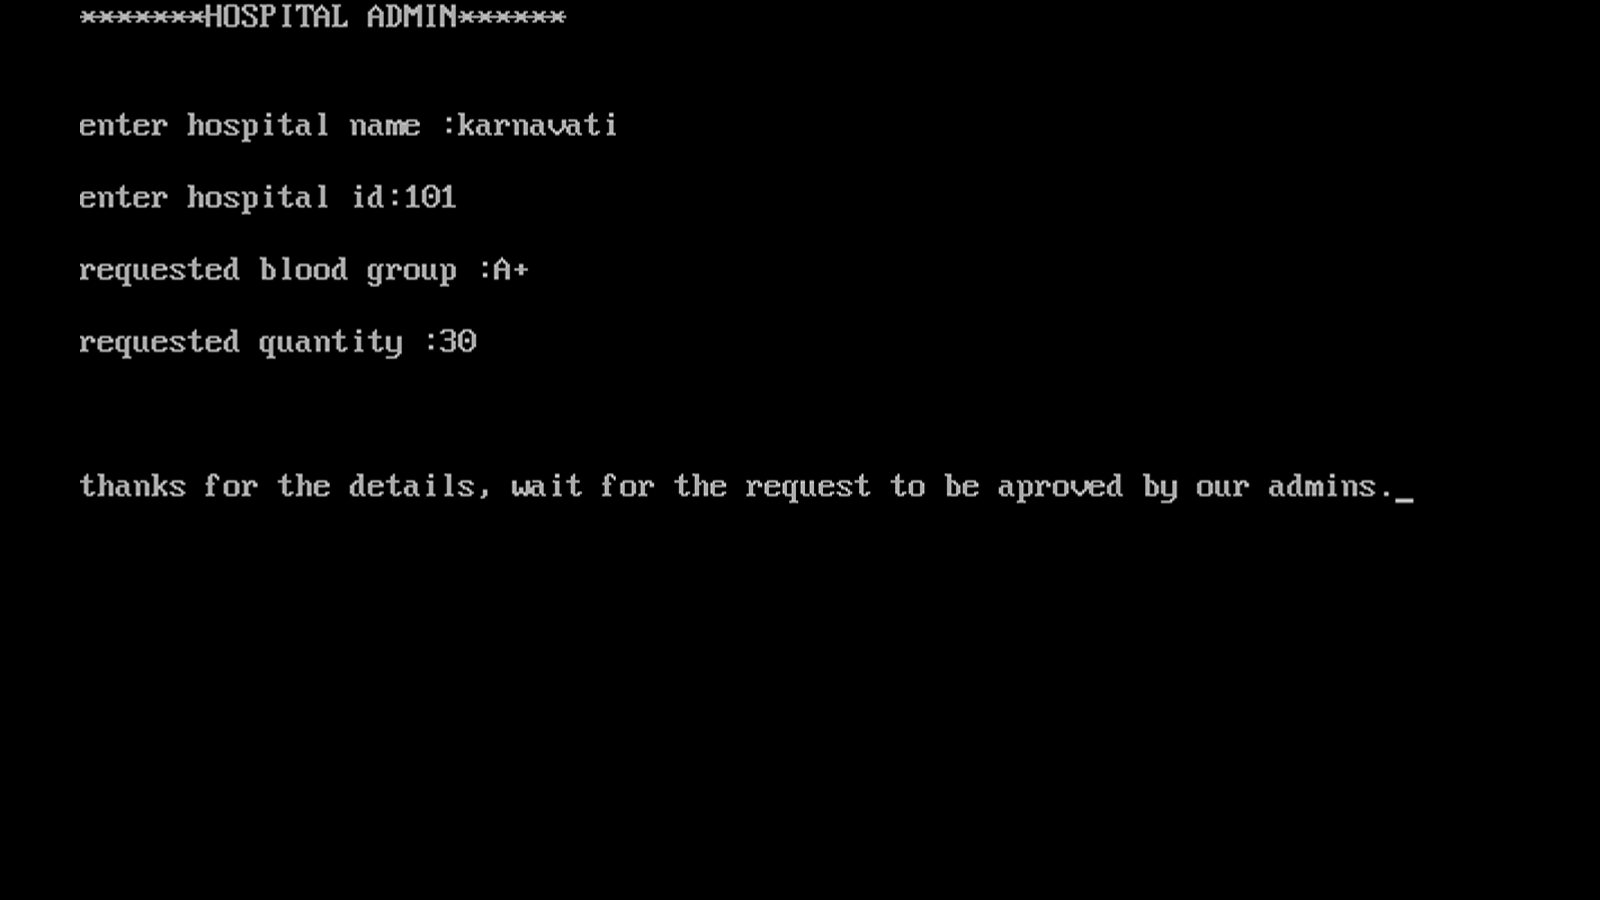 *******HOSPITAL ADMIN******
enter hospital name :karnavati
enter hospital id:101
requested blood group :A+
requested quantity :30
thanks for the details, wait for the request to be aproved by our admins._